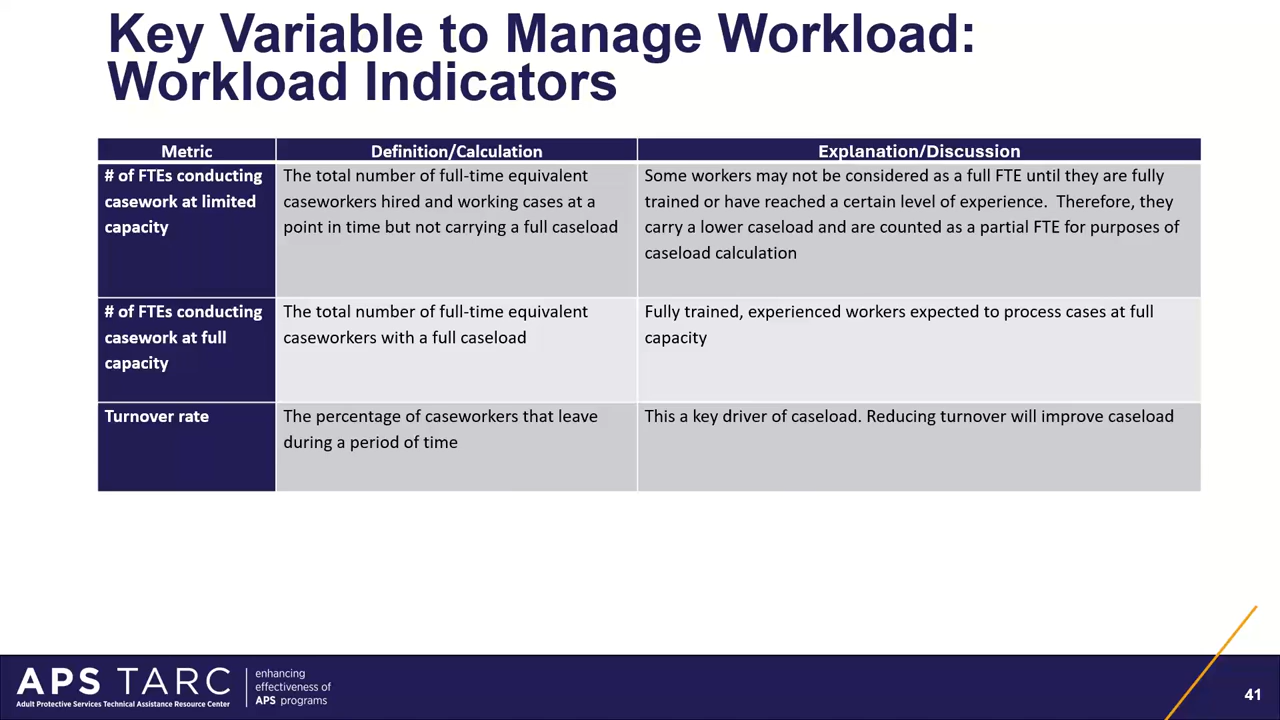 Key Variable to Manage Workload:
Workload Indicators
Metric
Definition/Calculation
Explanation/Discussion
# of FTEs conducting
casework at limited
capacity
The total number of full-time equivalent
caseworkers hired and working cases at a
point in time but not carrying a full caseload
Some workers may not be considered as a full FTE until they are fully
trained or have reached a certain level of experience.  Therefore, they
carry a lower caseload and are counted as a partial FTE for purposes of
caseload calculation
# of FTEs conducting
casework at full
capacity
The total number of full-time equivalent
caseworkers with a full caseload
Fully trained, experienced workers expected to process cases at full
capacity
Turnover rate
The percentage of caseworkers that leave
during a period of time
This a key driver of caseload. Reducing turnover will improve caseload
APS TARC
Adult Protective Services Technical Assistance Resource Center
enhancing
effectiveness of
APS programs
41